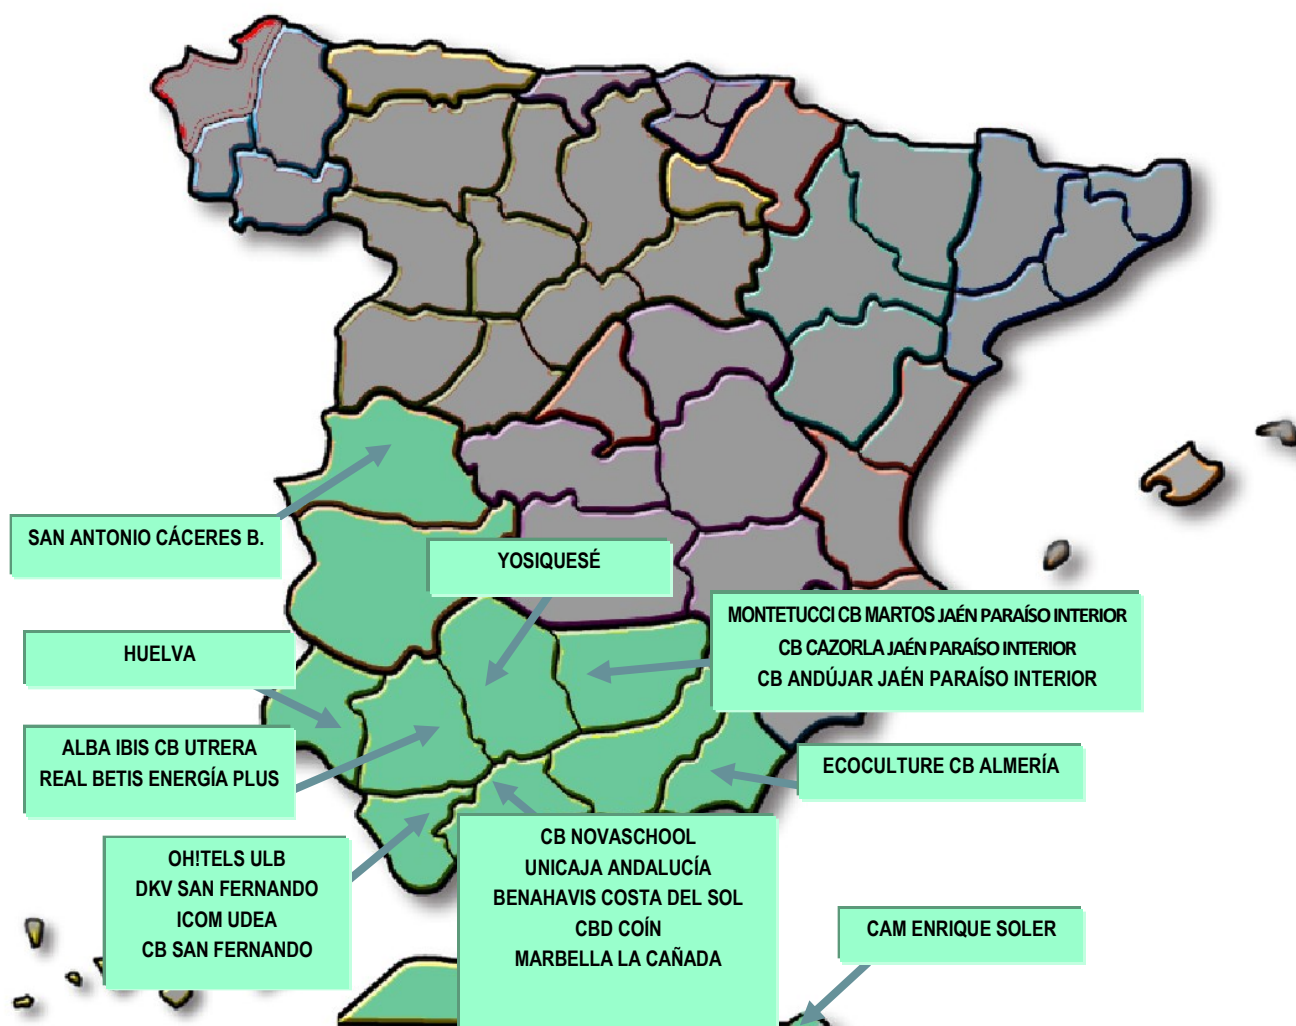 SAN ANTONIO CÁCERES B.
YOSIQUESÉ
MONTETUCCI CB MARTOS JAÉN PARAÍSO INTERIOR
CB CAZORLA JAÉN PARAÍSO INTERIOR
CB ANDÚJAR JAÉN PARAÍSO INTERIOR
HUELVA
ALBA IBIS CB UTRERA
REAL BETIS ENERGÍA PLUS
ECOCULTURE CB ALMERÍA
OH!TELS ULB
DKV SAN FERNANDO
ICOM UDEA
CB SAN FERNANDO
CB NOVASCHOOL
UNICAJA ANDALUCÍA
BENAHAVIS COSTA DEL SOL
CBD COÍN
MARBELLA LA CAÑADA
CAM ENRIQUE SOLER